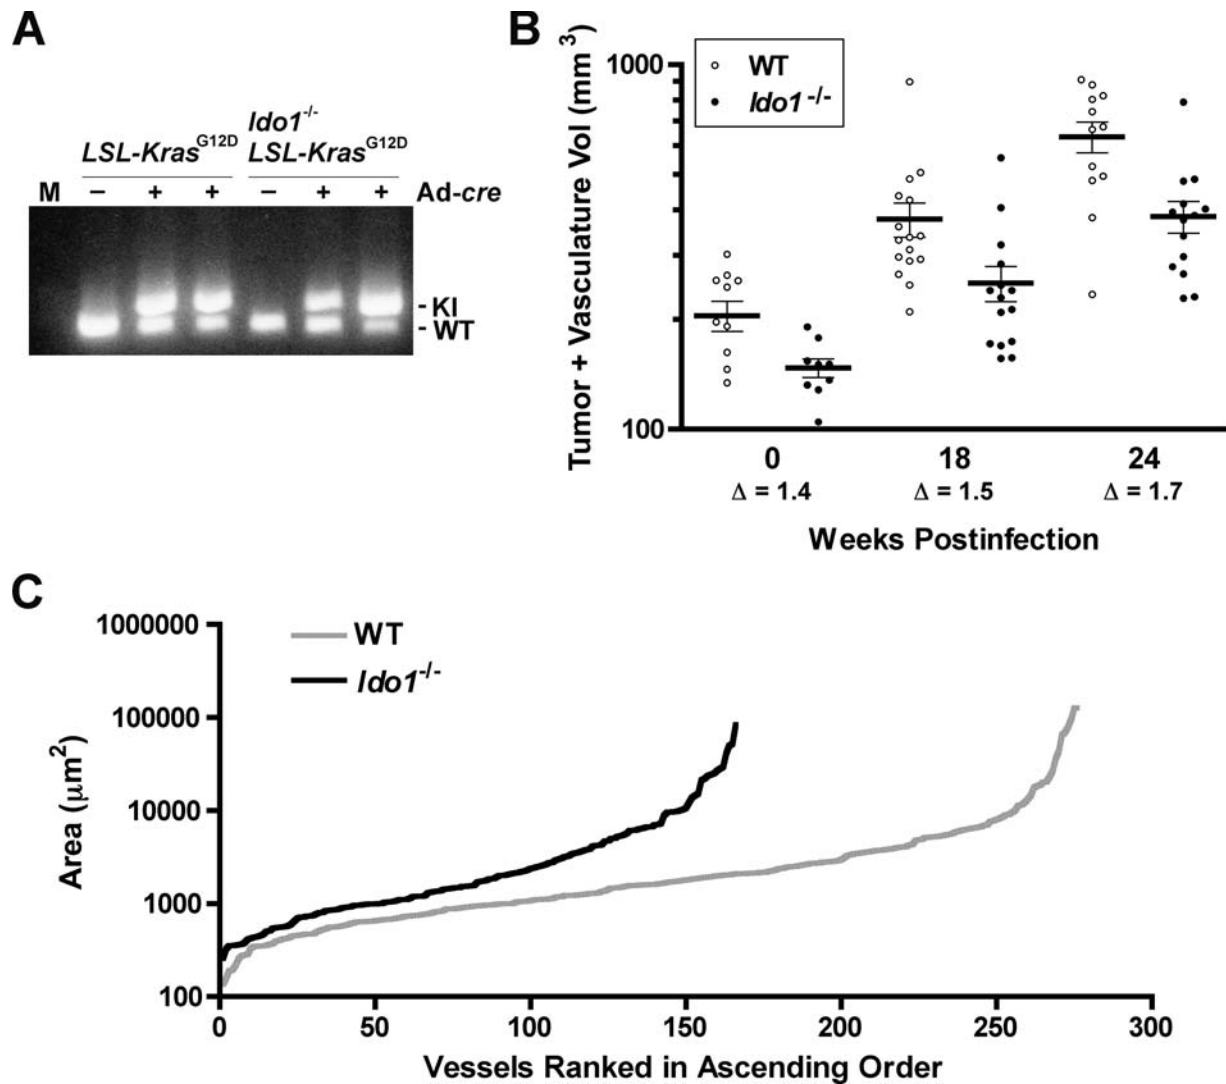 A
Ido1-/-
LSL-KrasG12D LSL-KrasG12D
M – + + – + + Ad-cre
- KI
- WT
B
WT
Ido1-/-
Tumor + Vasculature Vol (mm3)
1000
100
0 18 24
Δ = 1.4 Δ = 1.5 Δ = 1.7
Weeks Postinfection
C
WT
Ido1-/-
Area (μm2)
1000000
100000
10000
1000
100
0 50 100 150 200 250 300
Vessels Ranked in Ascending Order